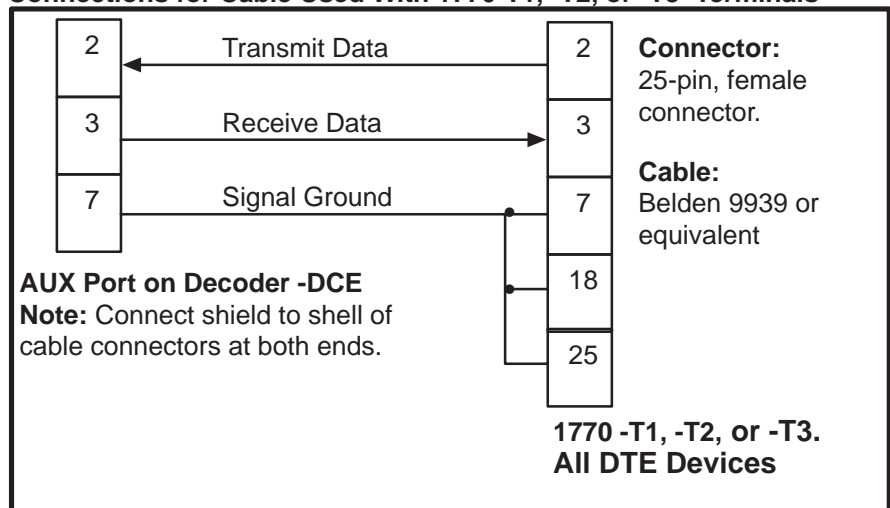 Connections for Cable Used With 1770-T1, -T2, or -T3 Terminals
2 Transmit Data 2
3 Receive Data 3
7 Signal Ground 7
18
25
Connector:
25-pin, female
connector.
Cable:
Belden 9939 or
equivalent
AUX Port on Decoder -DCE
Note: Connect shield to shell of
cable connectors at both ends.
1770 -T1, -T2, or -T3.
All DTE Devices